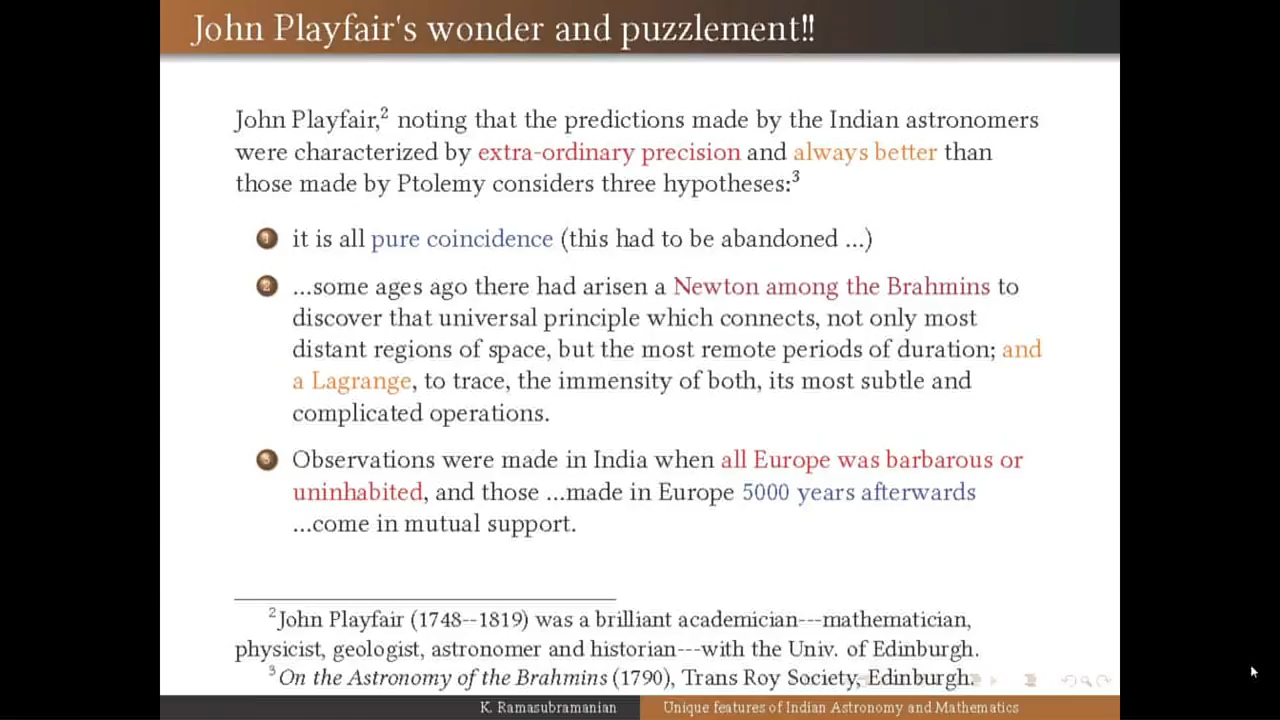 John Playfair's wonder and puzzlement!!
John Playfair,² noting that the predictions made by the Indian astronomers
were characterized by extra-ordinary precision and always better than
those made by Ptolemy considers three hypotheses:³
1 it is all pure coincidence (this had to be abandoned ...)
2 ...some ages ago there had arisen a Newton among the Brahmins to
discover that universal principle which connects, not only most
distant regions of space, but the most remote periods of duration; and
a Lagrange, to trace, the immensity of both, its most subtle and
complicated operations.
3 Observations were made in India when all Europe was barbarous or
uninhabited, and those ...made in Europe 5000 years afterwards
...come in mutual support.
²John Playfair (1748--1819) was a brilliant academician---mathematician,
physicist, geologist, astronomer and historian---with the Univ. of Edinburgh.
³On the Astronomy of the Brahmins (1790), Trans Roy Society, Edinburgh.
K. Ramasubramanian Unique features of Indian Astronomy and Mathematics